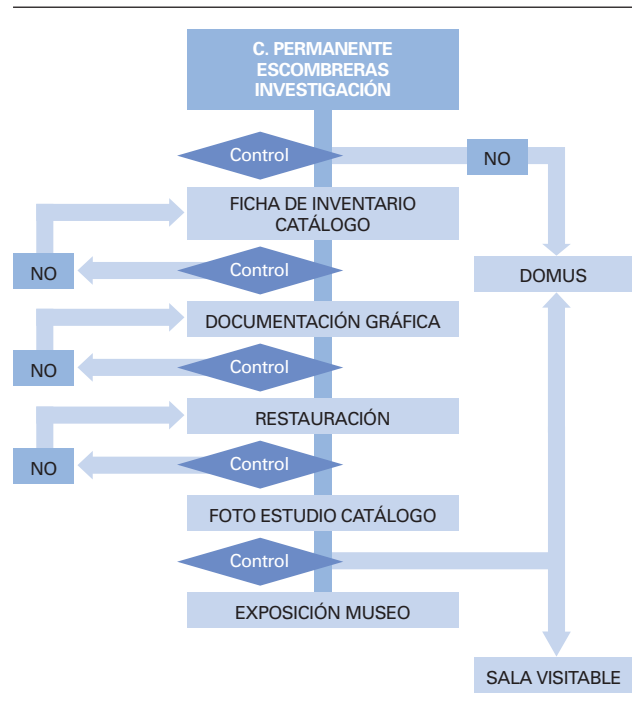 C. PERMANENTE
ESCOMBRERAS
INVESTIGACIÓN
Control
NO
FICHA DE INVENTARIO
CATÁLOGO
NO
Control
DOMUS
DOCUMENTACIÓN GRÁFICA
NO
Control
RESTAURACIÓN
NO
Control
FOTO ESTUDIO CATÁLOGO
Control
EXPOSICIÓN MUSEO
SALA VISITABLE